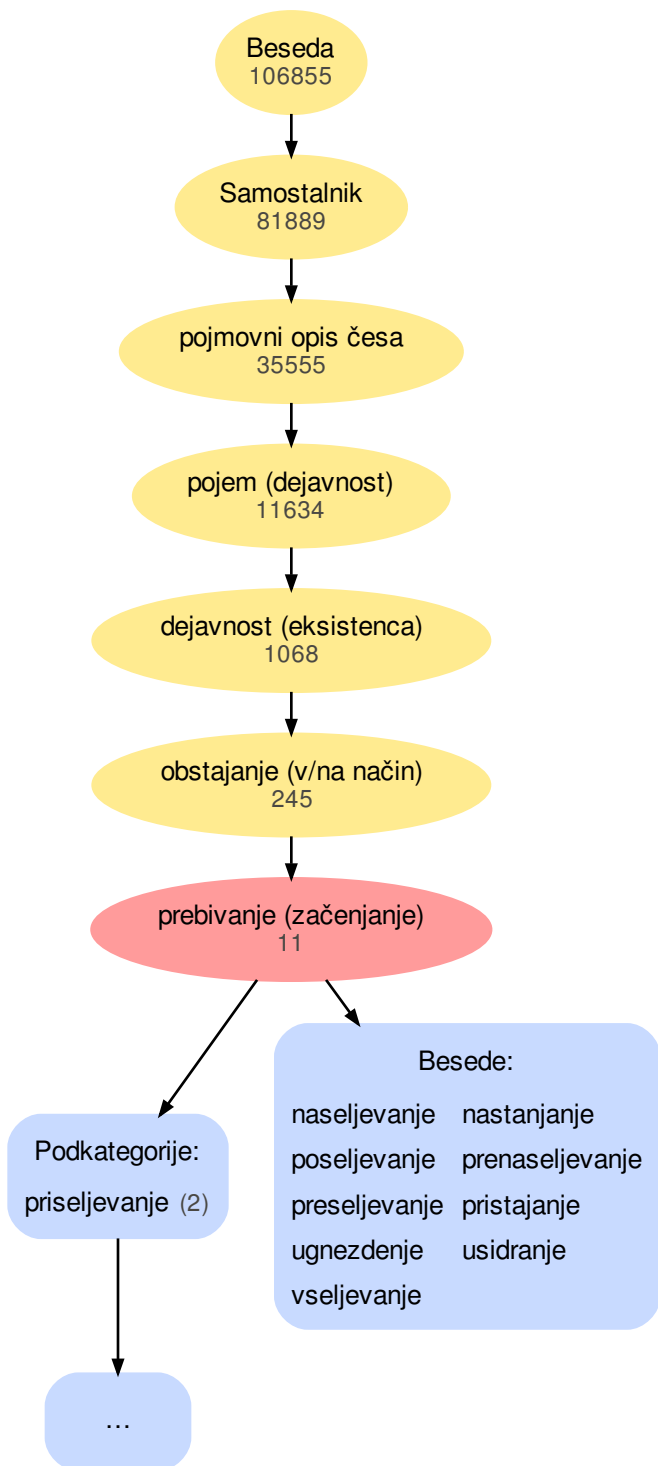 Beseda
106855
Samostalnik
81889
pojmovni opis česa
35555
pojem (dejavnost)
11634
dejavnost (eksistenca)
1068
obstajanje (v/na način)
245
prebivanje (začenjanje)
11
Podkategorije:
priseljevanje (2)
...
Besede:
naseljevanje nastanjanje
poseljevanje prenaseljevanje
preseljevanje pristajanje
ugnezdenje usidranje
vseljevanje